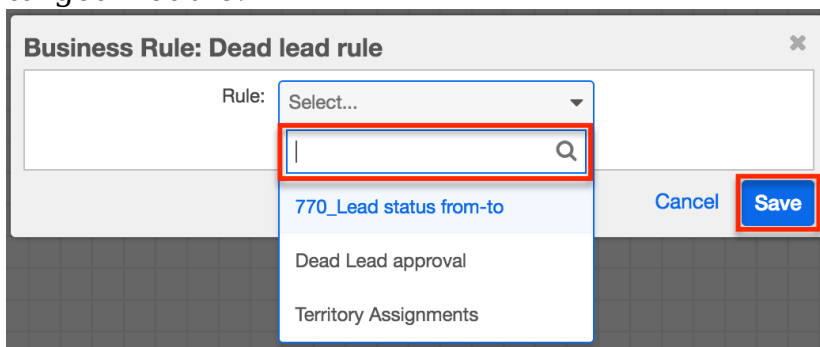 Business Rule: Dead lead rule
Rule: Select...
770_Lead status from-to
Cancel Save
Dead Lead approval
Territory Assignments